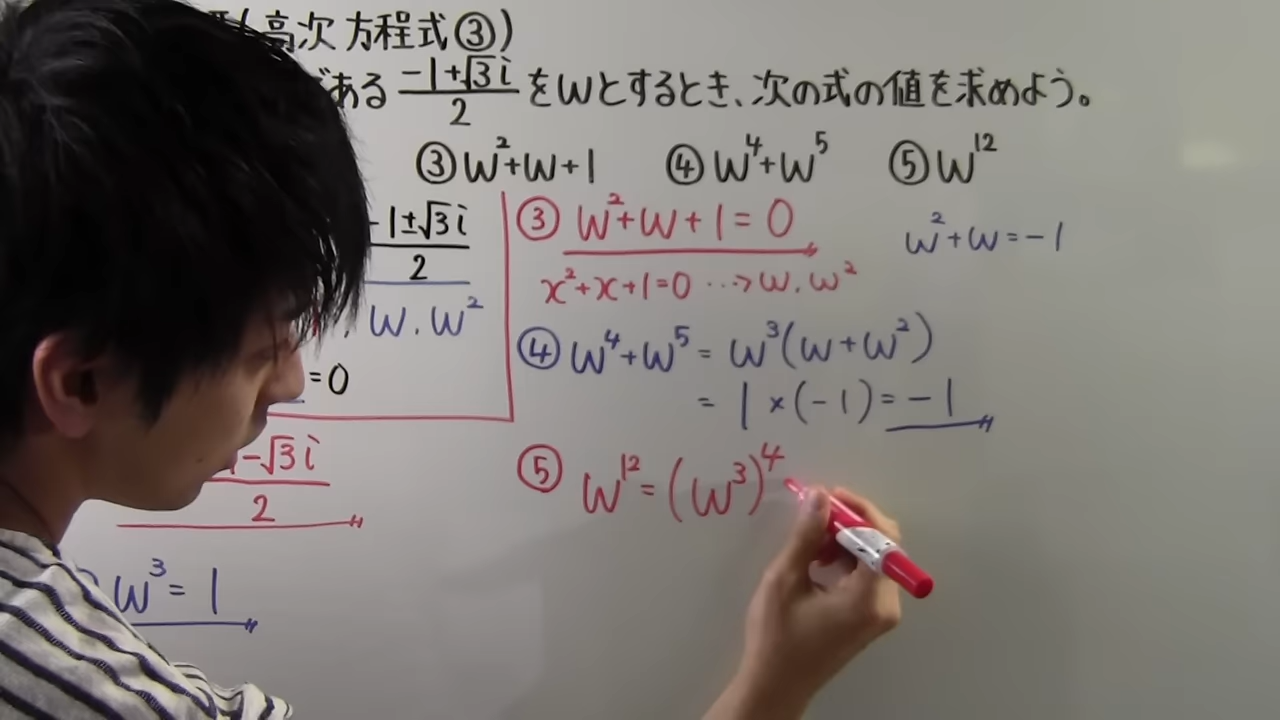 高次方程式③)
である (-1+√3i)/2 をωとするとき、次の式の値を求めよう。
③ω²+ω+1 ④ω⁴+ω⁵ ⑤ω¹²
-1±√3i
2
ω.ω²
=0
-√3i
2
ω³=1
③ ω²+ω+1=0
x²+x+1=0 …→ω.ω²
ω²+ω=-1
④ω⁴+ω⁵=ω³(ω+ω²)
=1×(-1)=-1
⑤ ω¹²=(ω³)⁴